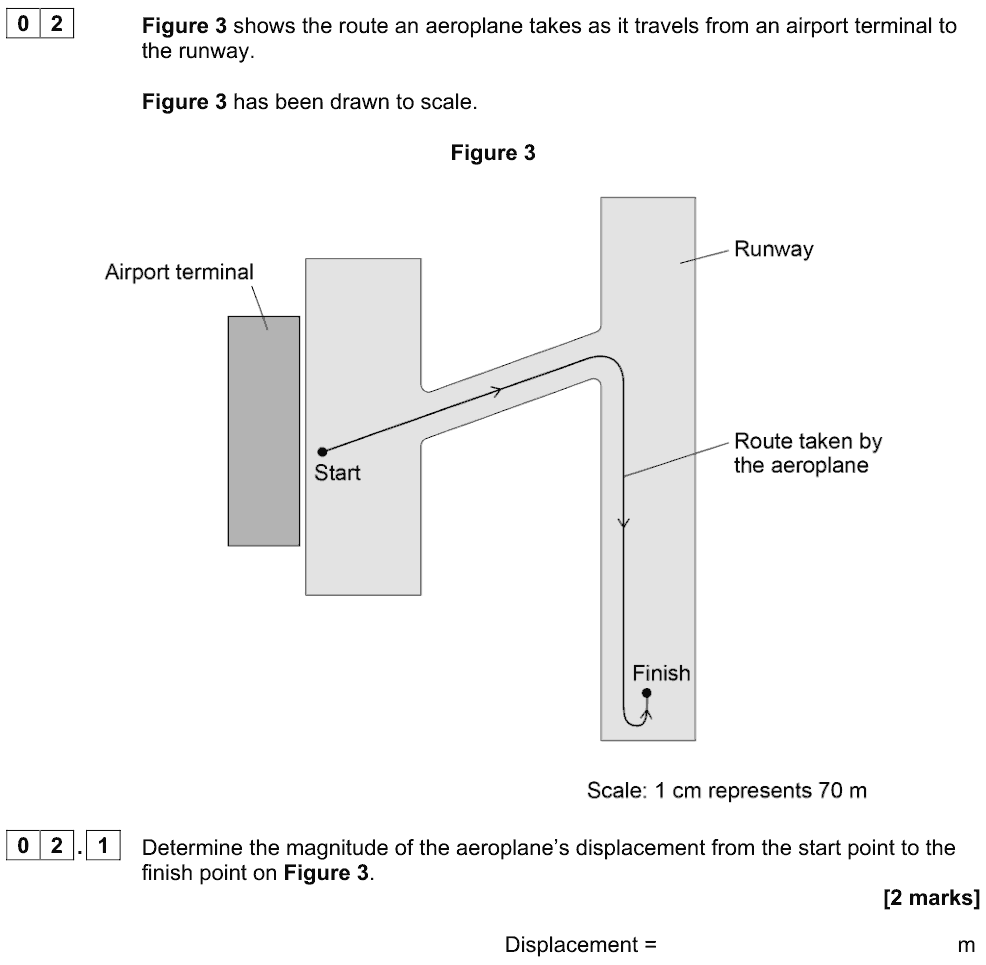 0 2
Figure 3 shows the route an aeroplane takes as it travels from an airport terminal to
the runway.
Figure 3 has been drawn to scale.
Figure 3
Runway
Airport terminal
Route taken by
the aeroplane
Start
Finish
Scale: 1 cm represents 70 m
0 2 . 1
Determine the magnitude of the aeroplane’s displacement from the start point to the
finish point on Figure 3.
[2 marks]
Displacement = m